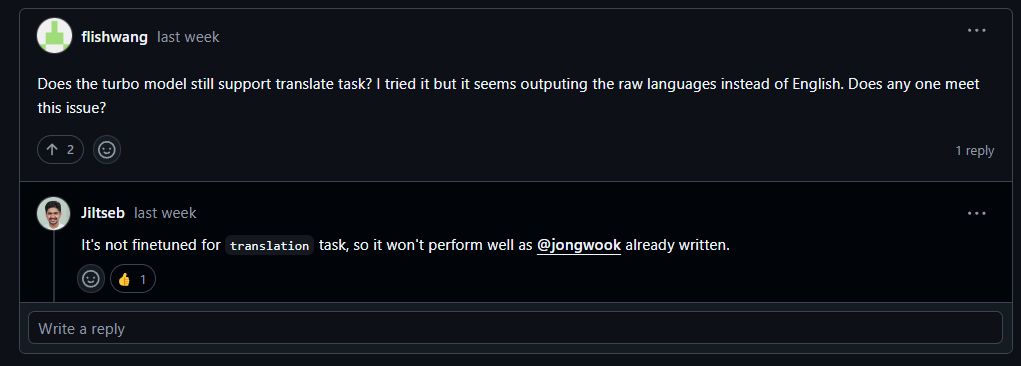 flishwang last week
Does the turbo model still support translate task? I tried it but it seems outputing the raw languages instead of English. Does any one meet
this issue?
2
1 reply
Jiltseb last week
It's not finetuned for translation task, so it won't perform well as @jongwook already written.
1
Write a reply